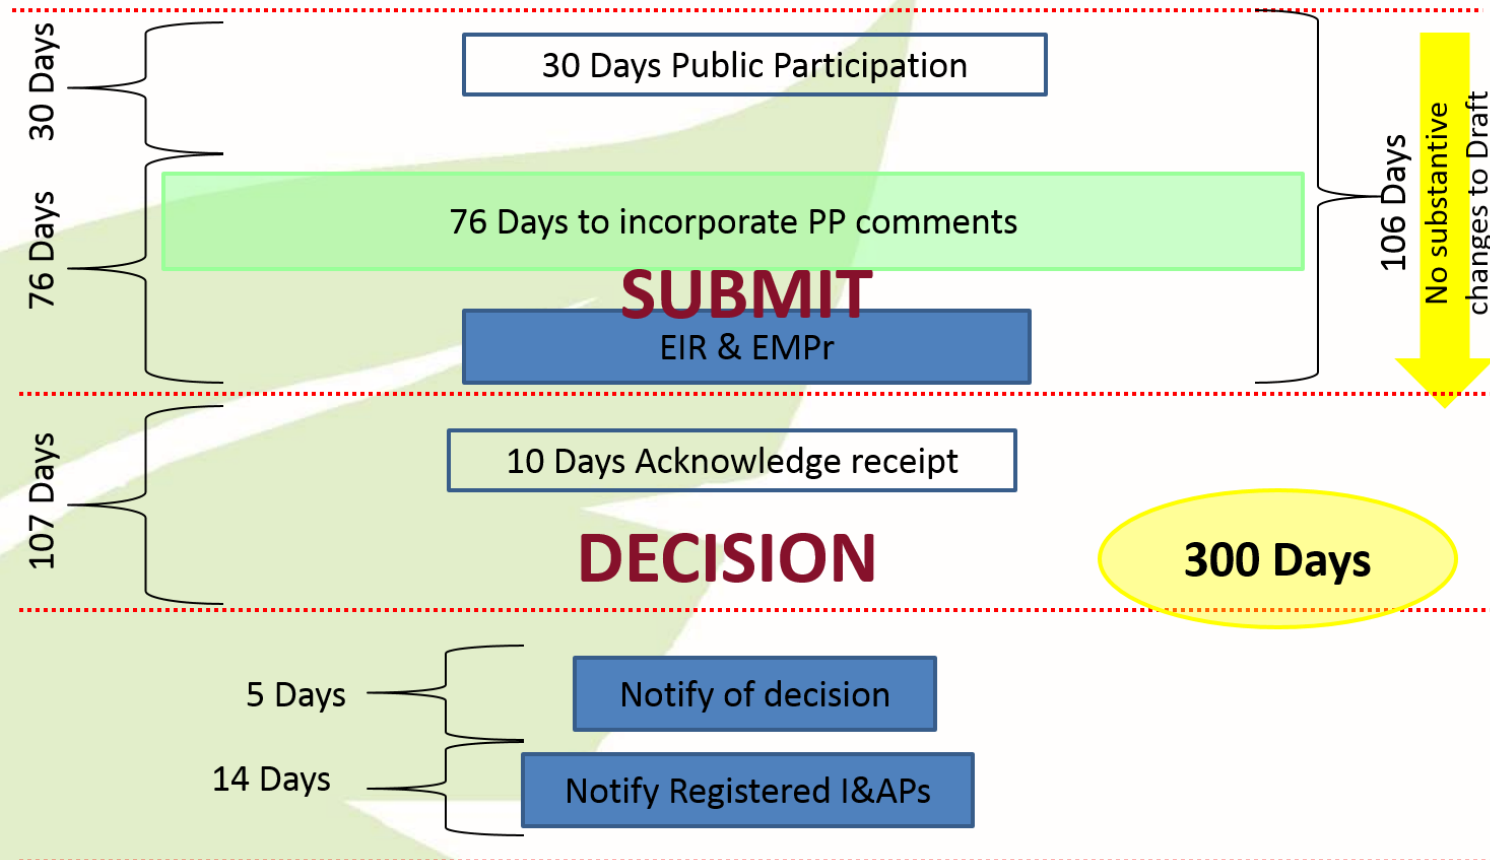 30 Days
30 Days Public Participation
76 Days
76 Days to incorporate PP comments
106 Days
No substantive
changes to Draft
SUBMIT
EIR & EMPr
107 Days
10 Days Acknowledge receipt
DECISION
300 Days
5 Days
Notify of decision
14 Days
Notify Registered I&APs